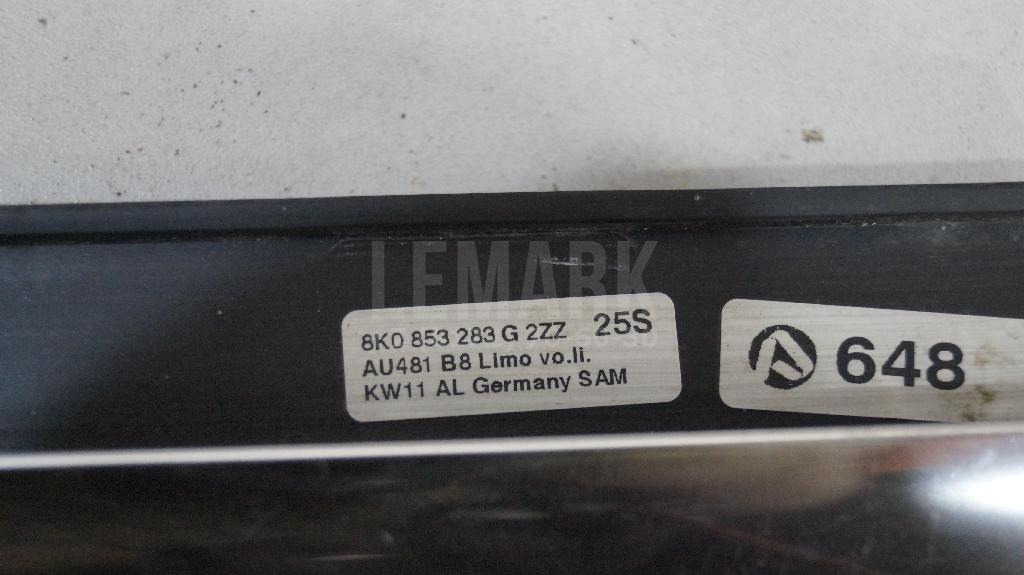 LEMARK
8K0 853 283 G 2ZZ 25S
AU481 B8 Limo vo.li.
KW11 AL Germany SAM
648